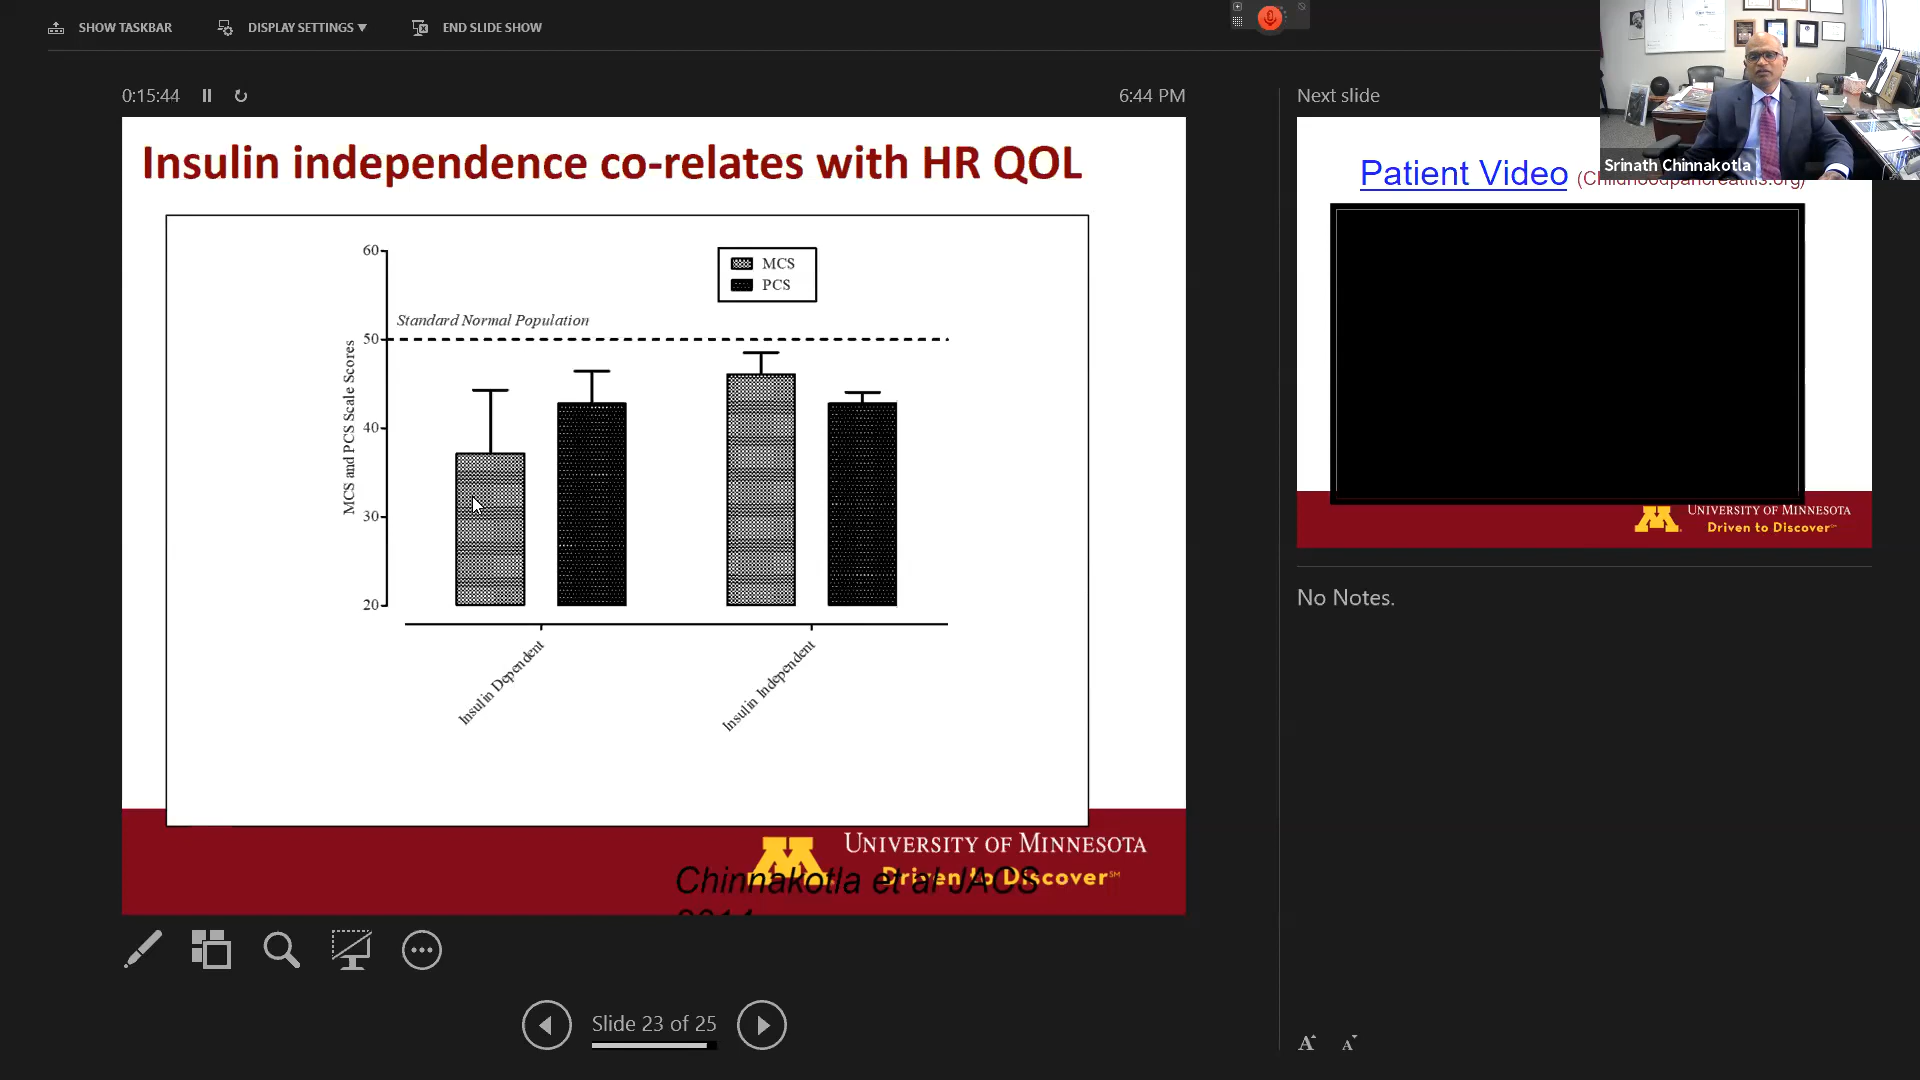 SHOW TASKBAR
DISPLAY SETTINGS ▼
END SLIDE SHOW
0:15:44
6:44 PM
Insulin independence co-relates with HR QOL
60
50
40
30
20
MCS and PCS Scale Scores
MCS
PCS
Standard Normal Population
Insulin Dependent
Insulin Independent
UNIVERSITY OF MINNESOTA
Driven to Discover℠
Chinnakotla et al JACS
Slide 23 of 25
Next slide
Srinath Chinnakotla
Patient Video (Childhoodpancreatitis.org)
UNIVERSITY OF MINNESOTA
Driven to Discover℠
No Notes.
A A